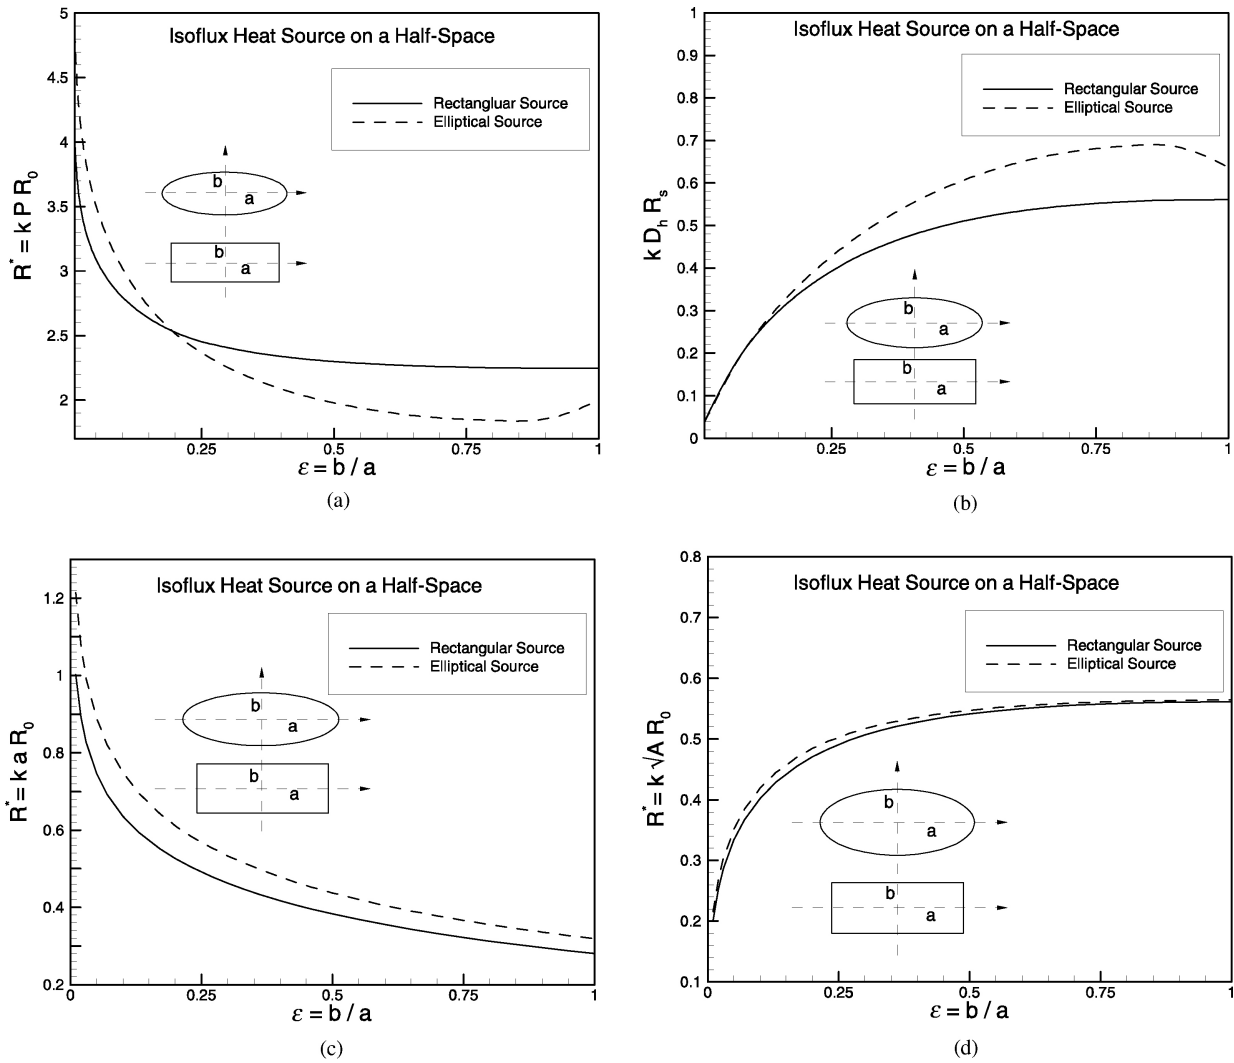 Isoflux Heat Source on a Half-Space
Rectangluar Source
Elliptical Source
R* = k P R0
5
4.5
4
3.5
3
2.5
2
b
a
b
a
0.25
0.5
0.75
1
ε = b / a
(a)
Isoflux Heat Source on a Half-Space
Rectangular Source
Elliptical Source
k Dh Rs
1
0.9
0.8
0.7
0.6
0.5
0.4
0.3
0.2
0.1
0
b
a
b
a
0.25
0.5
0.75
1
ε = b / a
(b)
Isoflux Heat Source on a Half-Space
Rectangular Source
Elliptical Source
R* = k a R0
1.2
1
0.8
0.6
0.4
0.2
b
a
b
a
0
0.25
0.5
0.75
1
ε = b / a
(c)
Isoflux Heat Source on a Half-Space
Rectangular Source
Elliptical Source
R* = k √A R0
0.8
0.7
0.6
0.5
0.4
0.3
0.2
0.1
b
a
b
a
0
0.25
0.5
0.75
1
ε = b / a
(d)